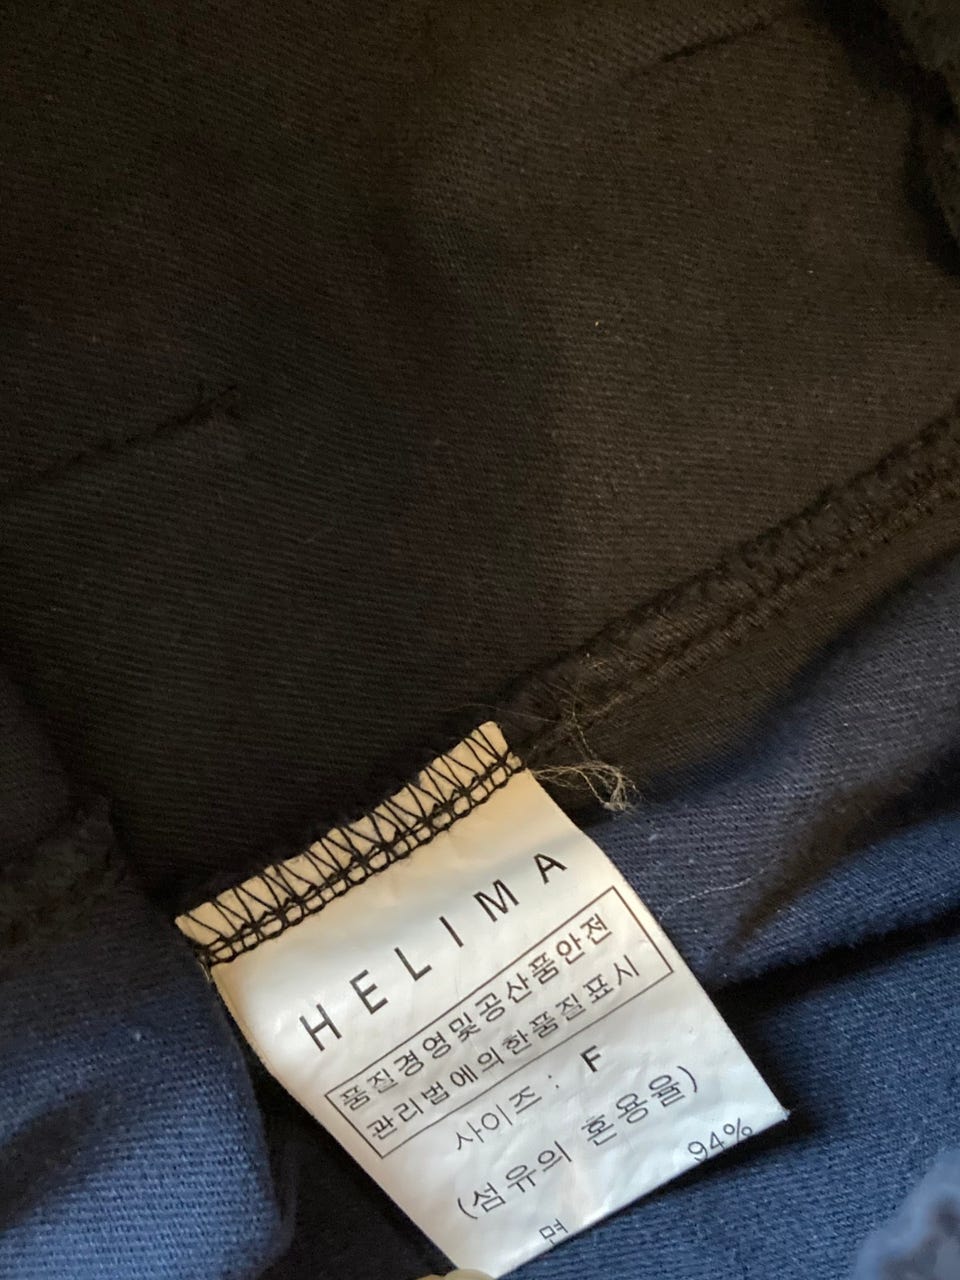 HELIMA
품질경영및공산품안전
관리법에의한품질표시
사이즈 : F
(섬유의 혼용율)
면 94%